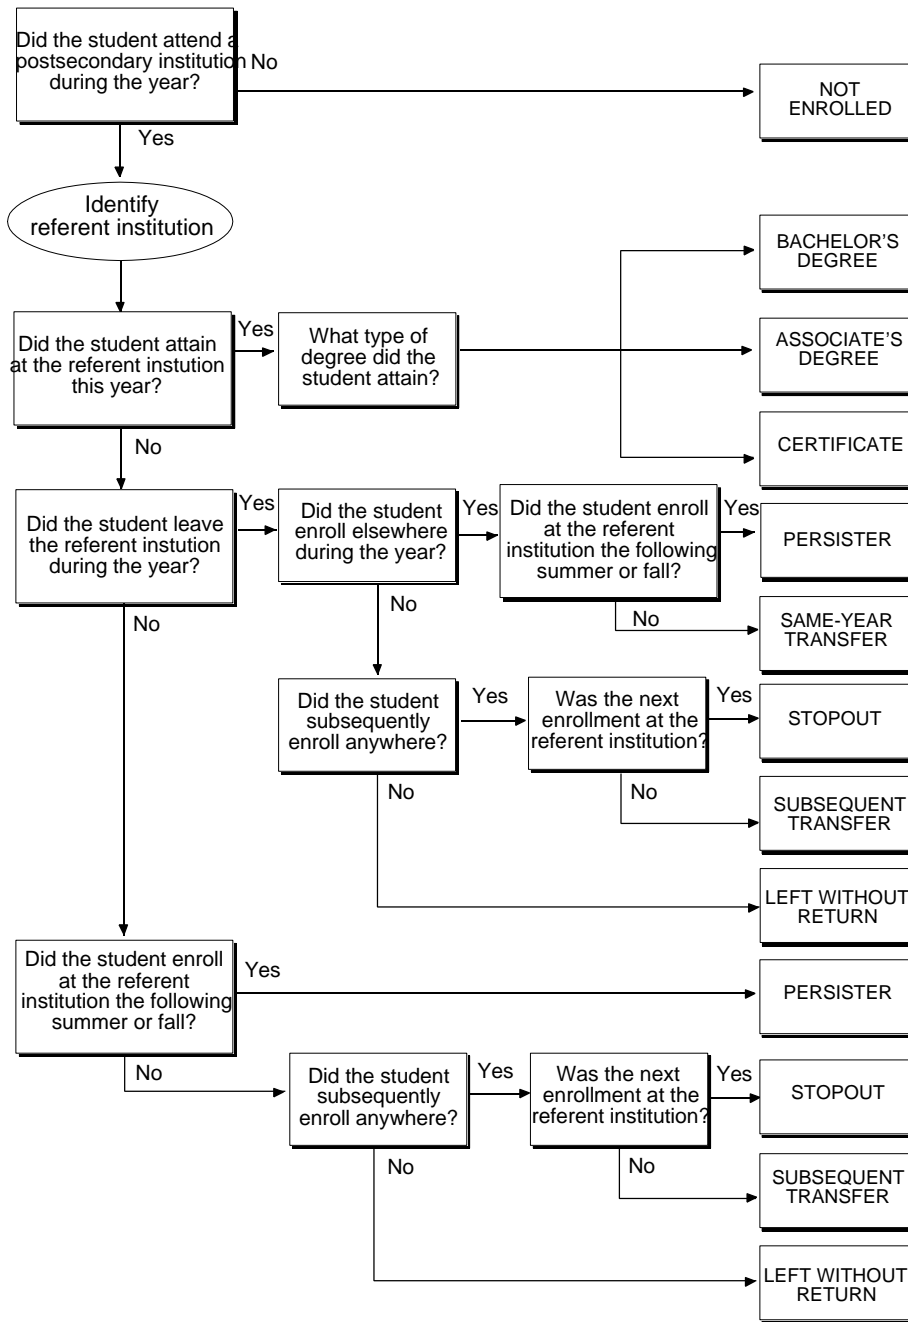 Did the student attend a
postsecondary institution
during the year?
No
NOT
ENROLLED
Yes
Identify
referent institution
BACHELOR'S
DEGREE
Did the student attain
at the referent instution
this year?
Yes
What type of
degree did the
student attain?
ASSOCIATE'S
DEGREE
CERTIFICATE
No
Did the student leave
the referent instution
during the year?
Yes
Did the student
enroll elsewhere
during the year?
Yes
Did the student enroll
at the referent
institution the following
summer or fall?
Yes
PERSISTER
No
SAME-YEAR
TRANSFER
No
No
Did the student
subsequently
enroll anywhere?
Yes
Was the next
enrollment at the
referent institution?
Yes
STOPOUT
No
SUBSEQUENT
TRANSFER
No
LEFT WITHOUT
RETURN
Did the student enroll
at the referent
institution the following
summer or fall?
Yes
PERSISTER
No
Did the student
subsequently
enroll anywhere?
Yes
Was the next
enrollment at the
referent institution?
Yes
STOPOUT
No
SUBSEQUENT
TRANSFER
No
LEFT WITHOUT
RETURN